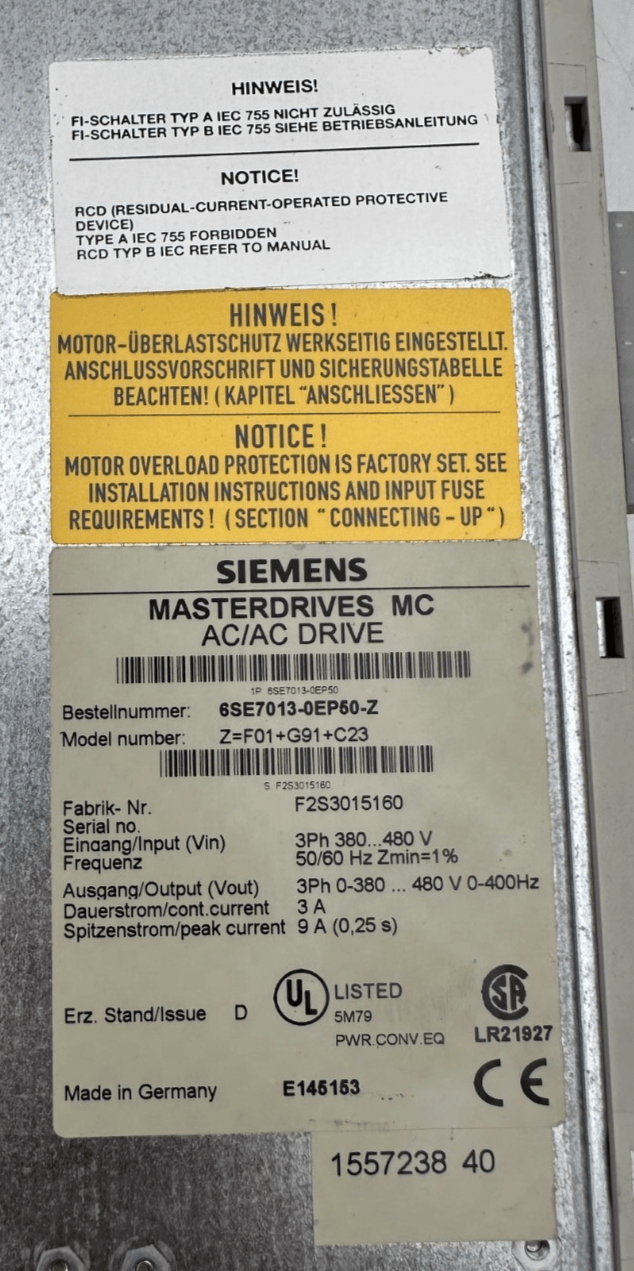 HINWEIS!
FI-SCHALTER TYP A IEC 755 NICHT ZULÄSSIG
FI-SCHALTER TYP B IEC 755 SIEHE BETRIEBSANLEITUNG
NOTICE!
RCD (RESIDUAL-CURRENT-OPERATED PROTECTIVE
DEVICE)
TYPE A IEC 755 FORBIDDEN
RCD TYP B IEC REFER TO MANUAL
HINWEIS!
MOTOR-ÜBERLASTSCHUTZ WERKSEITIG EINGESTELLT.
ANSCHLUSSVORSCHRIFT UND SICHERUNGSTABELLE
BEACHTEN! (KAPITEL "ANSCHLIESSEN")
NOTICE!
MOTOR OVERLOAD PROTECTION IS FACTORY SET. SEE
INSTALLATION INSTRUCTIONS AND INPUT FUSE
REQUIREMENTS! (SECTION "CONNECTING-UP")
SIEMENS
MASTERDRIVES MC
AC/AC DRIVE
1P 6SE7013-0EP50
Bestellnummer: 6SE7013-0EP50-Z
Model number: Z=F01+G91+C23
S F2S3015160
Fabrik- Nr. F2S3015160
Serial no.
Eingang/Input (Vin) 3Ph 380...480 V
Frequenz 50/60 Hz Zmin=1%
Ausgang/Output (Vout) 3Ph 0-380 ... 480 V 0-400Hz
Dauerstrom/cont.current 3 A
Spitzenstrom/peak current 9 A (0,25 s)
Erz. Stand/Issue D UL LISTED SA
5M79
PWR.CONV.EQ LR21927
Made in Germany E145153 CE
1557238 40